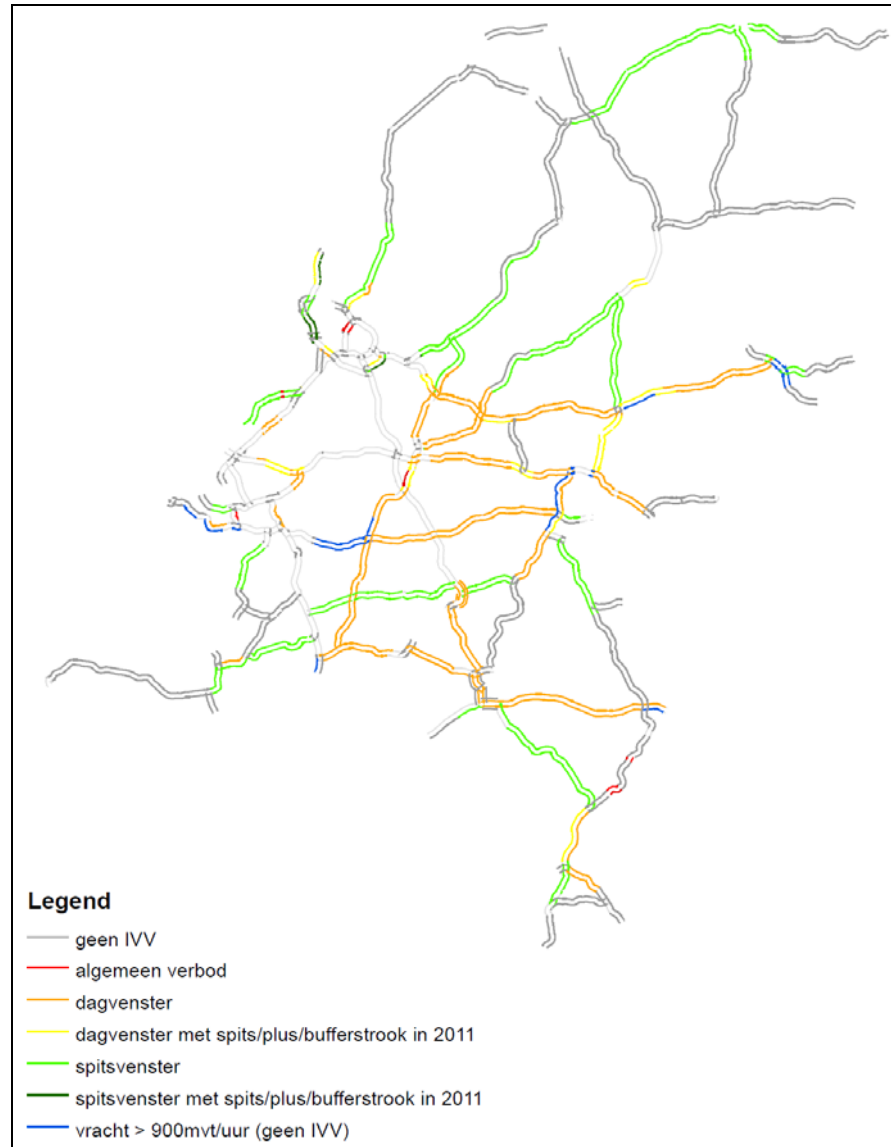 Legend
geen IVV
algemeen verbod
dagvenster
dagvenster met spits/plus/bufferstrook in 2011
spitsvenster
spitsvenster met spits/plus/bufferstrook in 2011
vracht > 900mvt/uur (geen IVV)